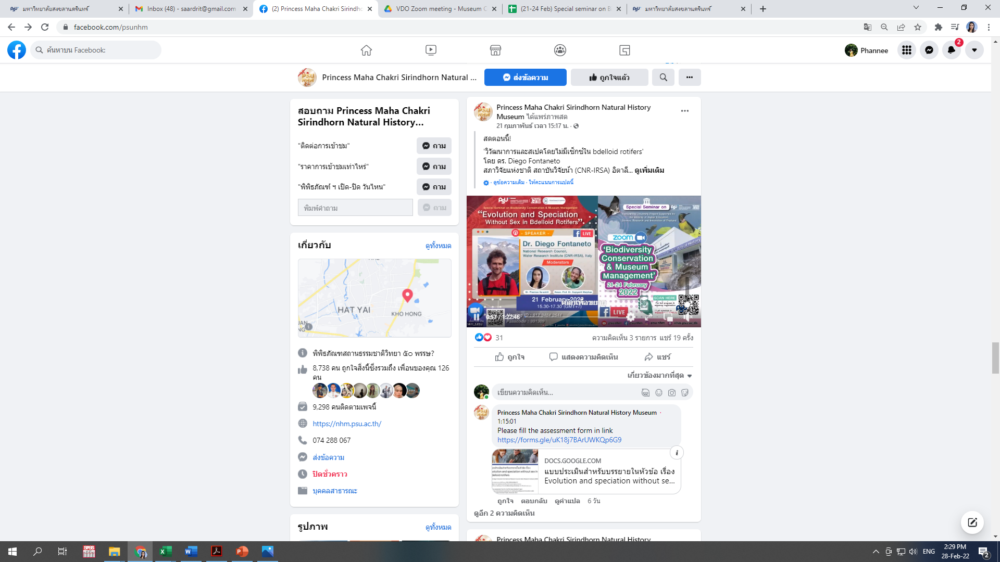 มหาวิทยาลัยสงขลานครินทร์
Inbox (48) - saardrit@gmail.com
(2) Princess Maha Chakri Sirindho
VDO Zoom meeting - Museum C
(21-24 Feb) Special seminar on B
มหาวิทยาลัยสงขลานครินทร์
facebook.com/psunhm
ค้นหาบน Facebook:
Phannee
2
Princess Maha Chakri Sirindhorn Natural ...
ส่งข้อความ
ถูกใจแล้ว
สอบถาม Princess Maha Chakri
Sirindhorn Natural History...
"ติดต่อการเข้าชม"
ถาม
"ราคาการเข้าชมเท่าไหร่"
ถาม
"พิพิธภัณฑ์ ฯ เปิด-ปิด วันไหน"
ถาม
พิมพ์คำถาม
ถาม
เกี่ยวกับ
ดูทั้งหมด
HAT YAI
KHO HONG
พิพิธภัณฑสถานธรรมชาติวิทยา ๕๐ พรรษ?
8,738 คน ถูกใจสิ่งนี้ซึ่งรวมถึง เพื่อนของคุณ 126
คน
9,298 คนติดตามเพจนี้
https://nhm.psu.ac.th/
074 288 067
ส่งข้อความ
ปิดชั่วคราว
บุคคลสาธารณะ
รูปภาพ
ดูทั้งหมด
Princess Maha Chakri Sirindhorn Natural History
Museum ได้แพร่ภาพสด
21 กุมภาพันธ์ เวลา 15:17 น. ·
สดตอนนี้!
'วิวัฒนาการและสเปคโดยไม่มีเซ็กซ์ใน bdelloid rotifers'
โดย ดร. Diego Fontaneto
สภาวิจัยแห่งชาติ สถาบันวิจัยน้ำ (CNR-IRSA) อิตาลี... ดูเพิ่มเติม
· ดูข้อความเดิม · ให้คะแนนการแปลนี้
PSU
Special Seminar on Biodiversity Conservation & Museum Management
"Evolution and Speciation
Without Sex in Bdelloid Rotifers".
- SPEAKER -
LIVE
Dr. Diego Fontaneto
National Research Council,
Water Research Institute (CNR-IRSA), Italy
Moderators
21 February 2022
15.30-17.30 (GMT+7)
คลิกเพื่อขยาย
0:57 / 1:22:46
Special Seminar on
zoom
'Biodiversity
Conservation
& Museum
Management'
21-24 February
2022
SCAN HERE
LIVE
31
ความคิดเห็น 3 รายการ แชร์ 19 ครั้ง
ถูกใจ
แสดงความคิดเห็น
แชร์
เกี่ยวข้องมากที่สุด
เขียนความคิดเห็น...
Princess Maha Chakri Sirindhorn Natural History Museum ·
1:15:01
Please fill the assessment form in link
https://forms.gle/uK18j7BArUWKQp6G9
DOCS.GOOGLE.COM
แบบประเมินสำหรับบรรยายในหัวข้อ เรื่อง
Evolution and speciation without se...
ถูกใจ ตอบกลับ ดูคำแปล 6 วัน
ดูอีก 2 ความคิดเห็น
Princess Maha Chakri Sirindhorn Natural History
ENG
2:29 PM
28-Feb-22
2